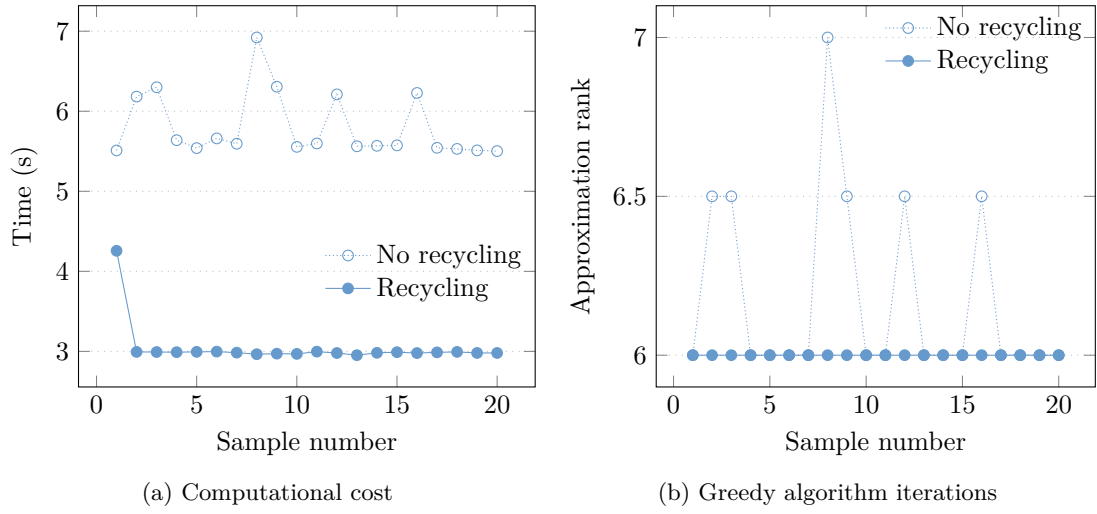 7
6
5
4
3
Time (s)
No recycling
Recycling
0
5
10
15
20
Sample number
(a) Computational cost
7
6.5
6
Approximation rank
No recycling
Recycling
0
5
10
15
20
Sample number
(b) Greedy algorithm iterations